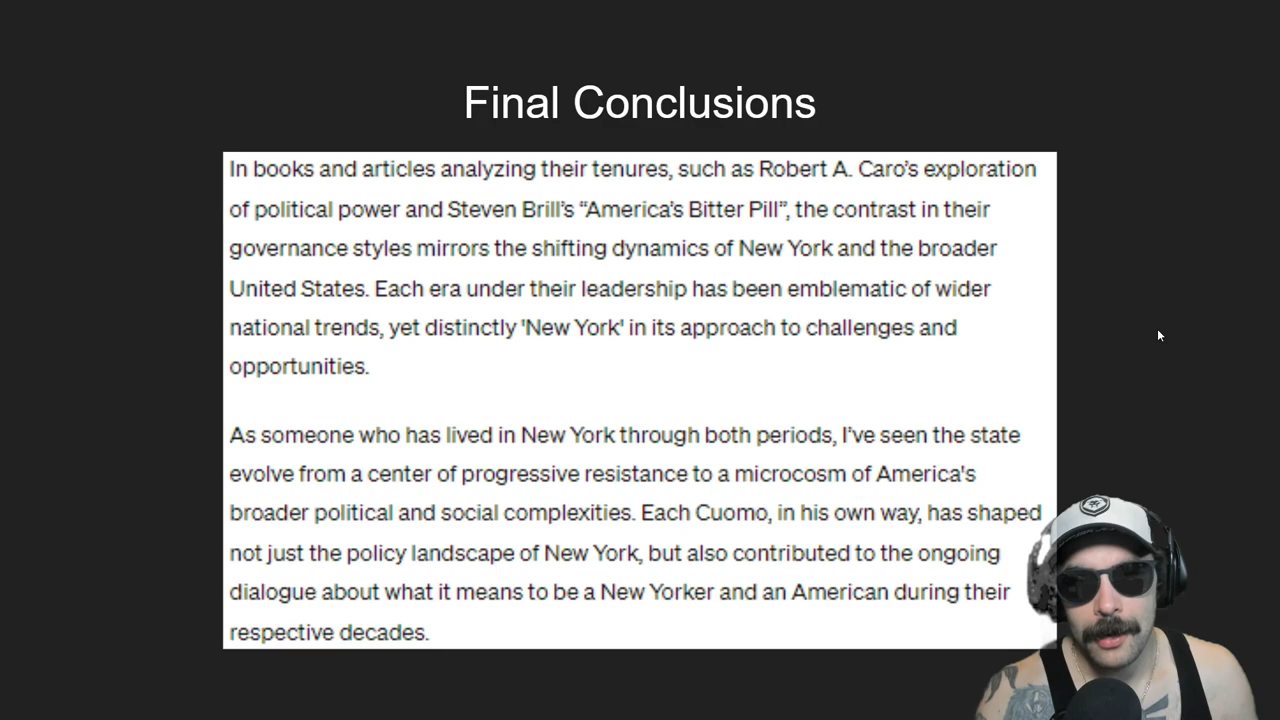 Final Conclusions
In books and articles analyzing their tenures, such as Robert A. Caro’s exploration
of political power and Steven Brill’s “America’s Bitter Pill”, the contrast in their
governance styles mirrors the shifting dynamics of New York and the broader
United States. Each era under their leadership has been emblematic of wider
national trends, yet distinctly 'New York' in its approach to challenges and
opportunities.
As someone who has lived in New York through both periods, I’ve seen the state
evolve from a center of progressive resistance to a microcosm of America's
broader political and social complexities. Each Cuomo, in his own way, has shaped
not just the policy landscape of New York, but also contributed to the ongoing
dialogue about what it means to be a New Yorker and an American during their
respective decades.